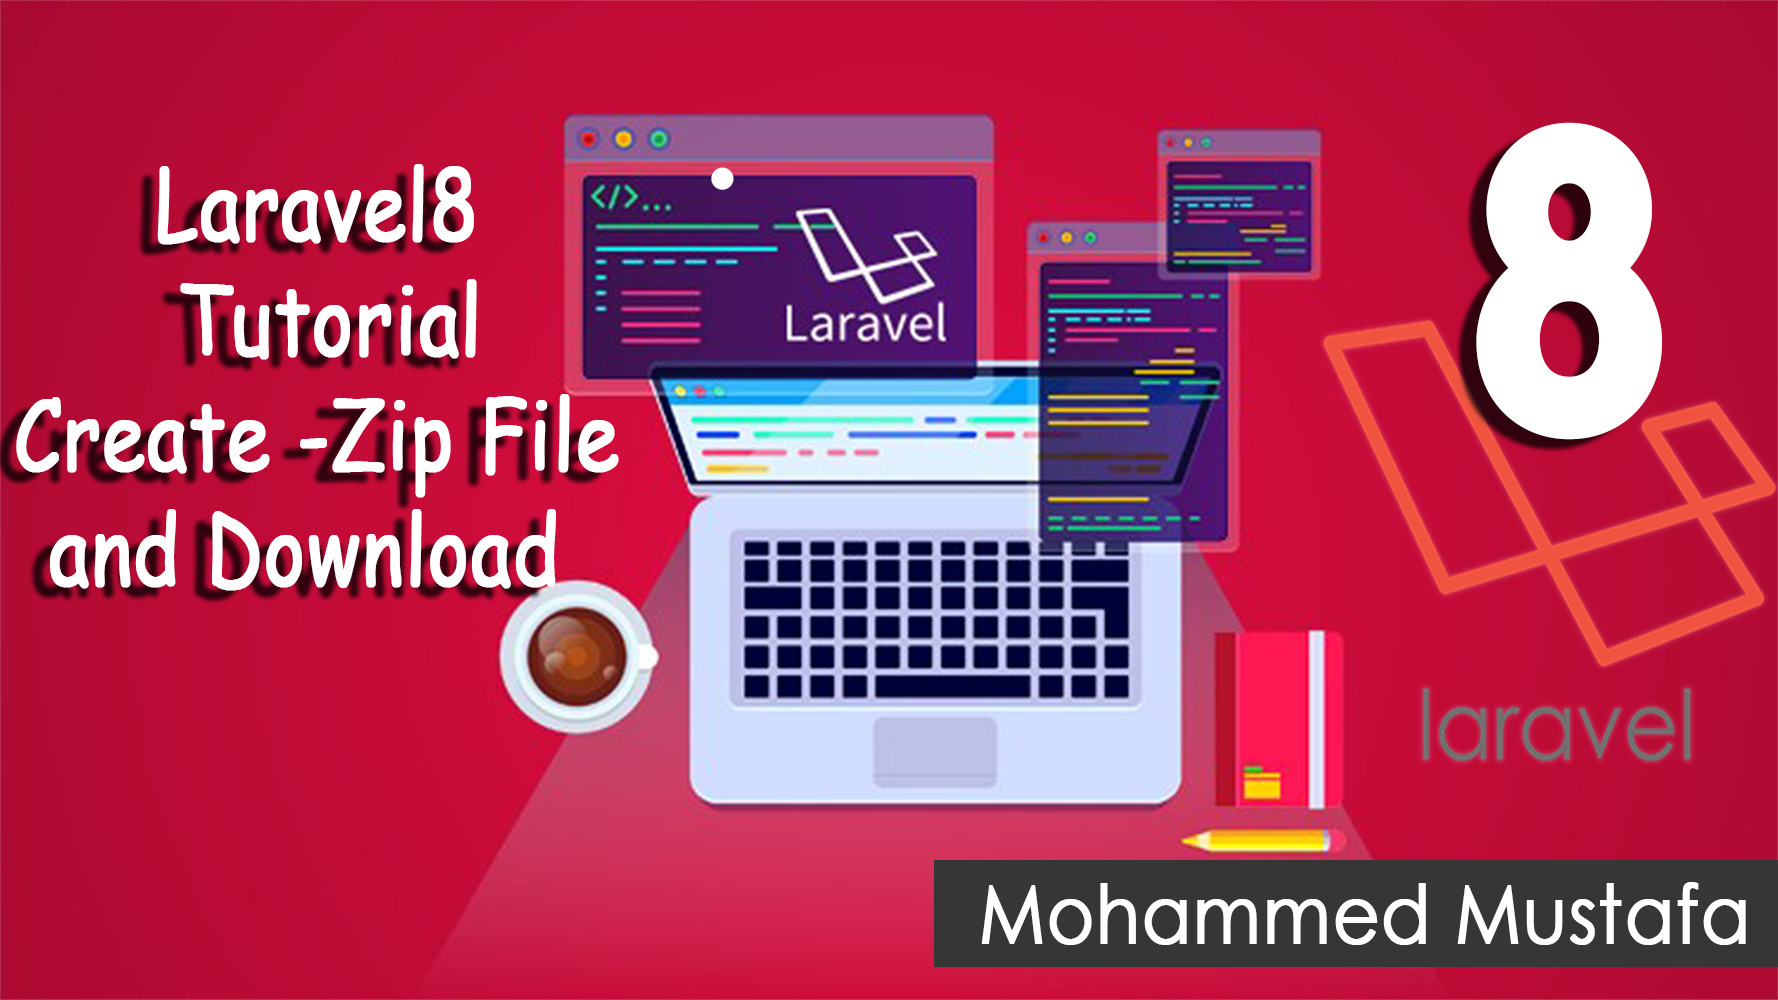 Laravel8
Tutorial
Create -Zip File
and Download
</>...
Laravel
8
laravel
Mohammed Mustafa